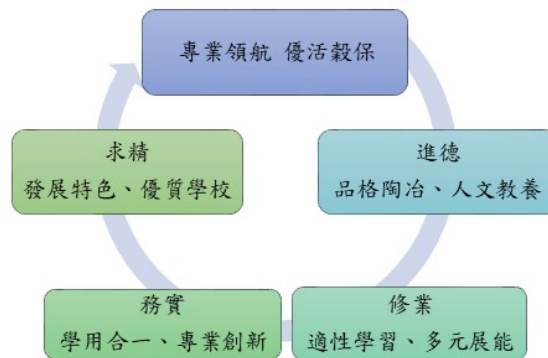 專業領航 優活穀保
進德
品格陶冶、人文教養
修業
適性學習、多元展能
務實
學用合一、專業創新
求精
發展特色、優質學校